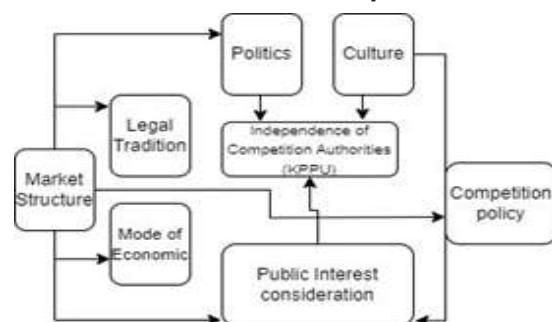 Politics
Culture
Legal
Tradition
Independence of
Competition Authorities
(KPPU)
Market
Structure
Competition
policy
Mode of
Economic
Public Interest
consideration